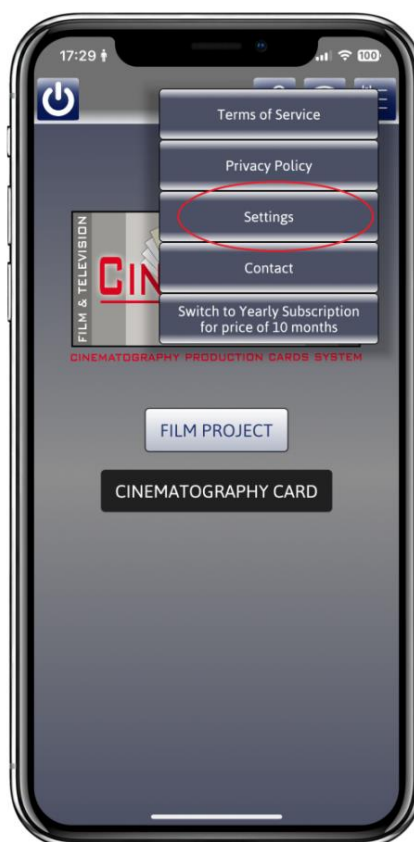 17:29
100
Terms of Service
Privacy Policy
Settings
Contact
Switch to Yearly Subscription
for price of 10 months
FILM & TELEVISION
CINEMATOGRAPHY PRODUCTION CARDS SYSTEM
FILM PROJECT
CINEMATOGRAPHY CARD